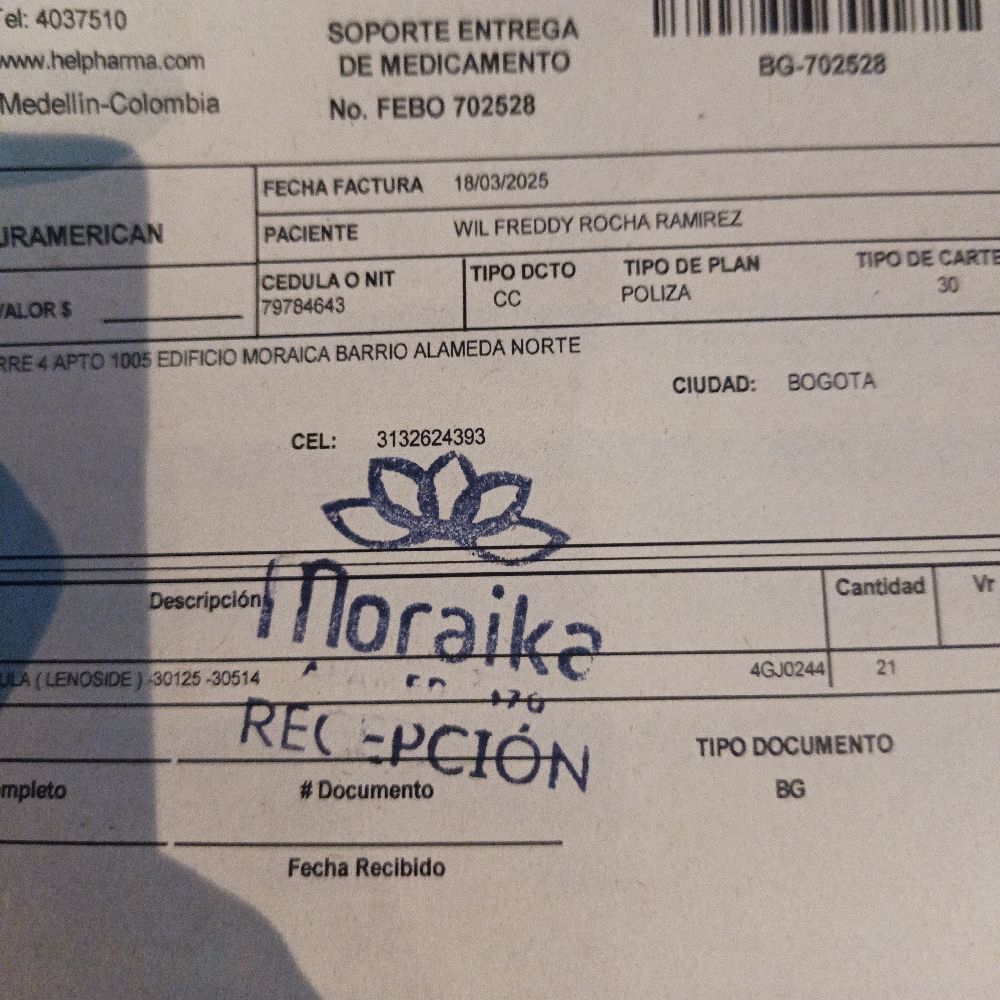 Tel: 4037510
www.helpharma.com
Medellín-Colombia
SOPORTE ENTREGA
DE MEDICAMENTO
No. FEBO 702528
BG-702528
FECHA FACTURA 18/03/2025
URAMERICAN
PACIENTE WIL FREDDY ROCHA RAMIREZ
CEDULA O NIT TIPO DCTO TIPO DE PLAN TIPO DE CARTE
79784643 CC POLIZA 30
VALOR $
RRE 4 APTO 1005 EDIFICIO MORAICA BARRIO ALAMEDA NORTE
CIUDAD: BOGOTA
CEL: 3132624393
Moraika
RECEPCIÓN
Descripción Cantidad Vr
ULA ( LENOSIDE ) -30125 -30514 4GJ0244 21
TIPO DOCUMENTO
mpleto # Documento BG
Fecha Recibido